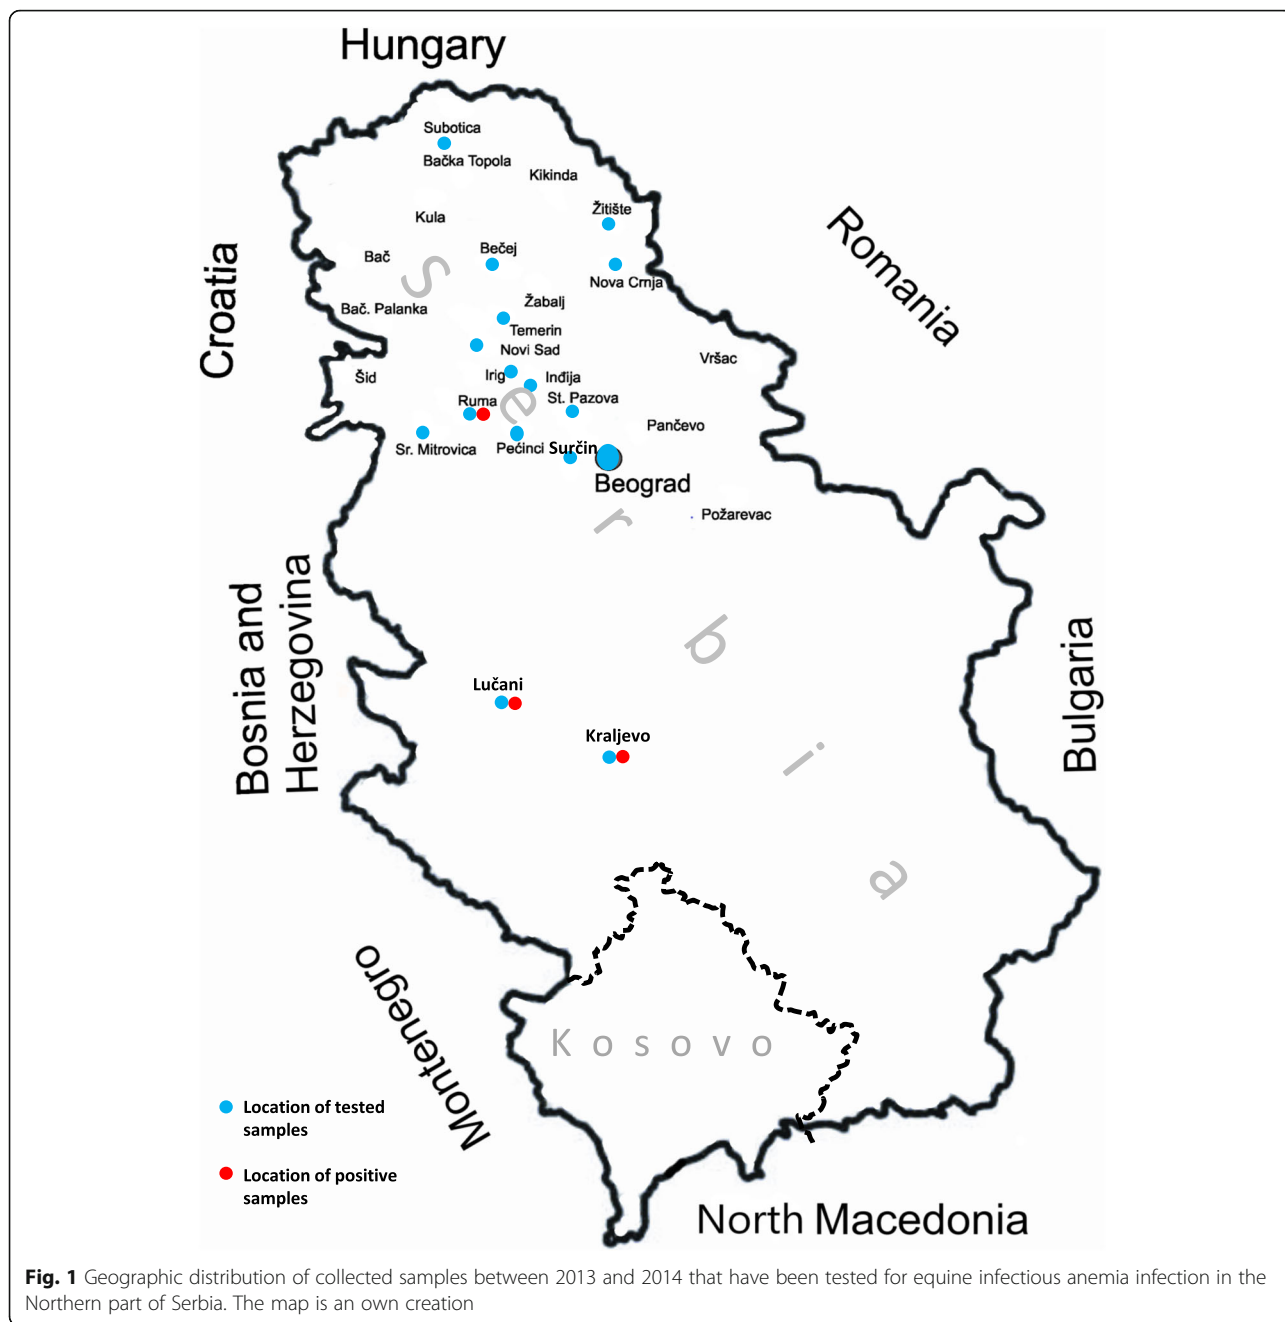 Hungary
Subotica
Bačka Topola
Kikinda
Žitište
Kula
Romania
Croatia
Bečej
Bač
Nova Crnja
Žabalj
Bač. Palanka
Temerin
Novi Sad
Vršac
Irig
Inđija
Šid
St. Pazova
Ruma
Pančevo
Sr. Mitrovica
Pećinci
Surčin
Beograd
Požarevac
Serbia
Bosnia and
Herzegovina
Bulgaria
Lučani
Kraljevo
Montenegro
Kosovo
Location of tested
samples
Location of positive
samples
North Macedonia
Fig. 1 Geographic distribution of collected samples between 2013 and 2014 that have been tested for equine infectious anemia infection in the
Northern part of Serbia. The map is an own creation